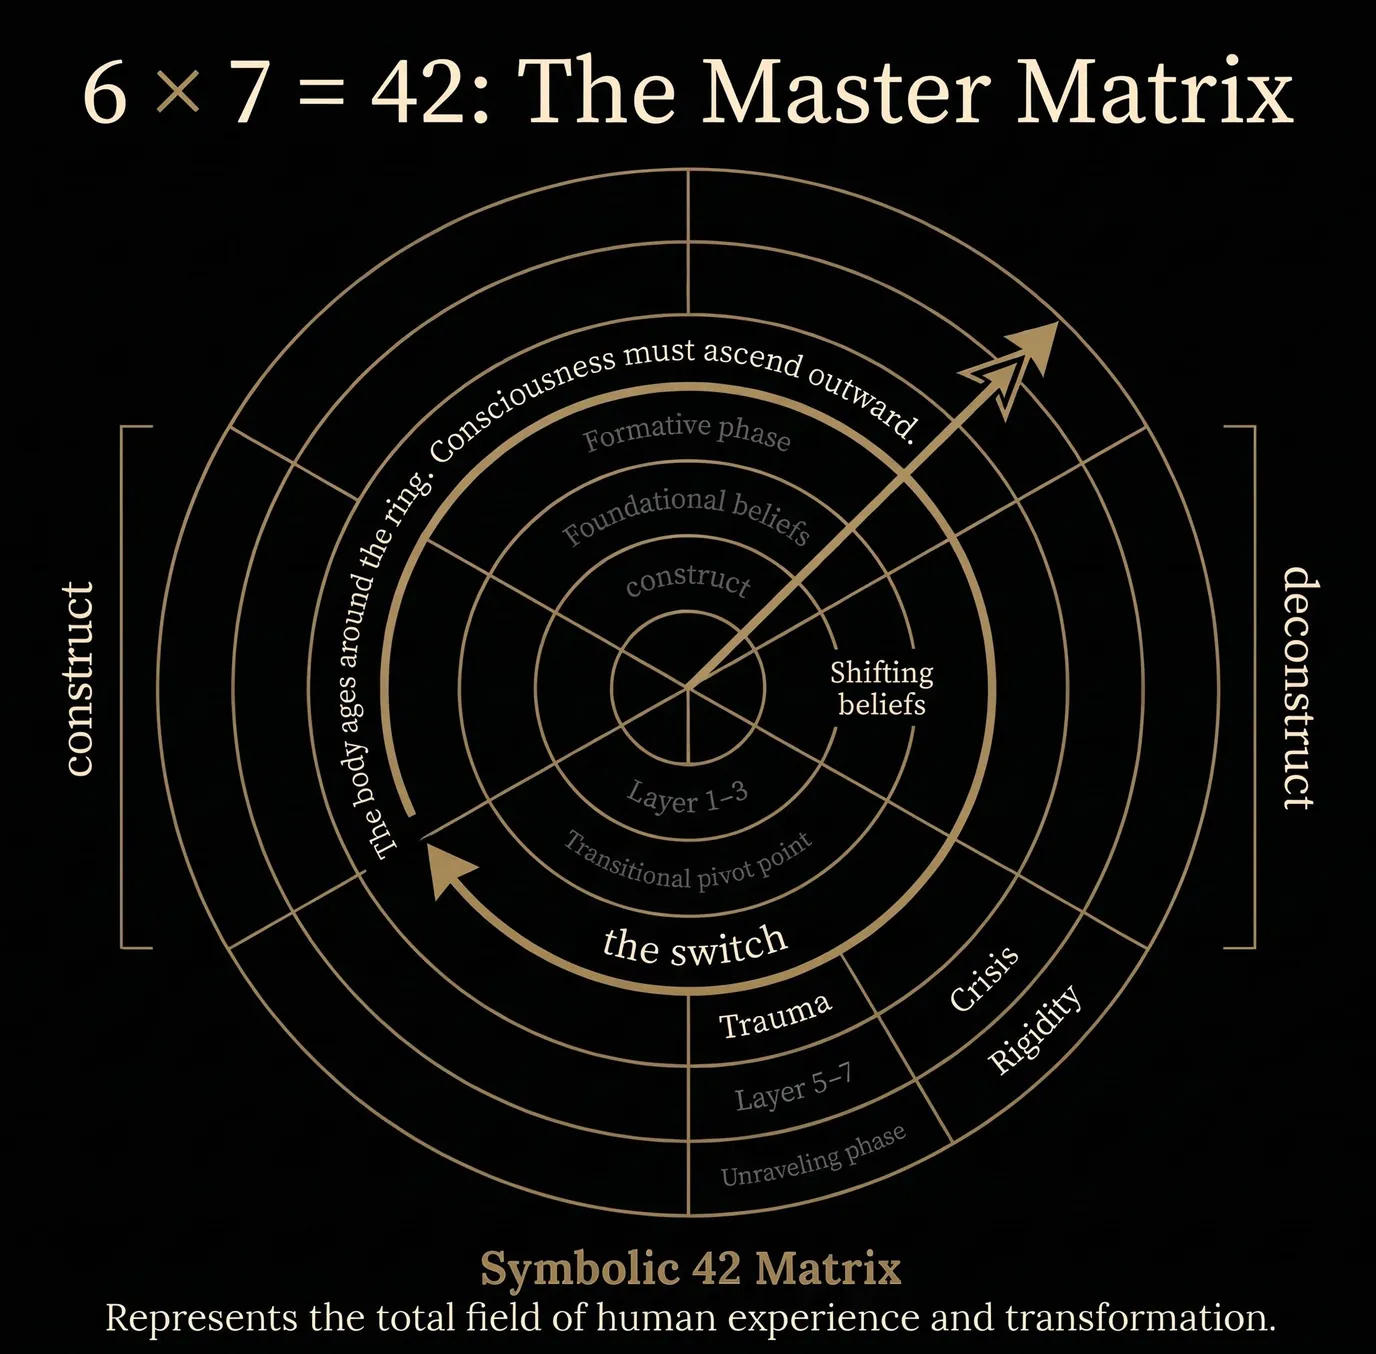 6 × 7 = 42: The Master Matrix
The body ages around the ring. Consciousness must ascend outward.
Formative phase
Foundational beliefs
construct
construct
Shifting
beliefs
deconstruct
Layer 1–3
Transitional pivot point
the switch
Trauma
Crisis
Rigidity
Layer 5–7
Unraveling phase
Symbolic 42 Matrix
Represents the total field of human experience and transformation.